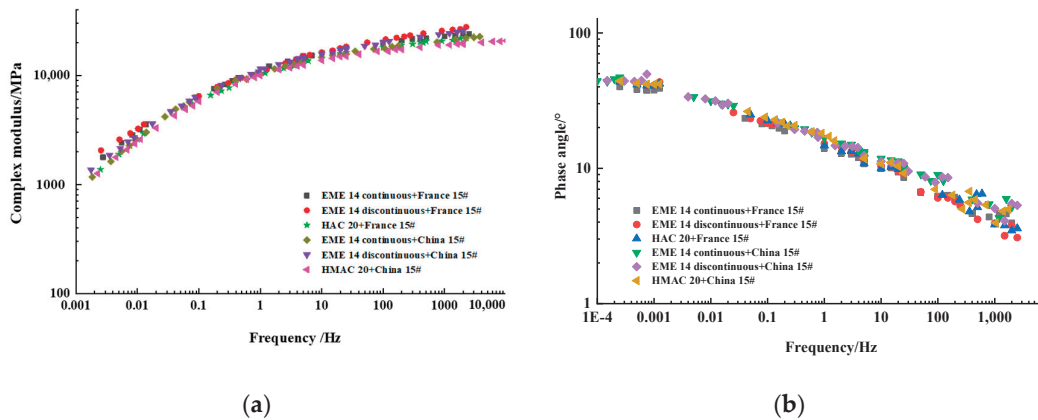 (a)
10,000
1000
100
Complex modulus/MPa
EME 14 continuous+France 15#
EME 14 discontinuous+France 15#
HAC 20+France 15#
EME 14 continuous+China 15#
EME 14 discontinuous+China 15#
HMAC 20+China 15#
0.001
0.01
0.1
1
10
100
1000
10,000
Frequency /Hz
(a)
(b)
100
10
1
Phase angle/°
EME 14 continuous+France 15#
EME 14 discontinuous+France 15#
HAC 20+France 15#
EME 14 continuous+China 15#
EME 14 discontinuous+China 15#
HMAC 20+China 15#
1E-4
0.001
0.01
0.1
1
10
100
1,000
Frequency/Hz
(b)